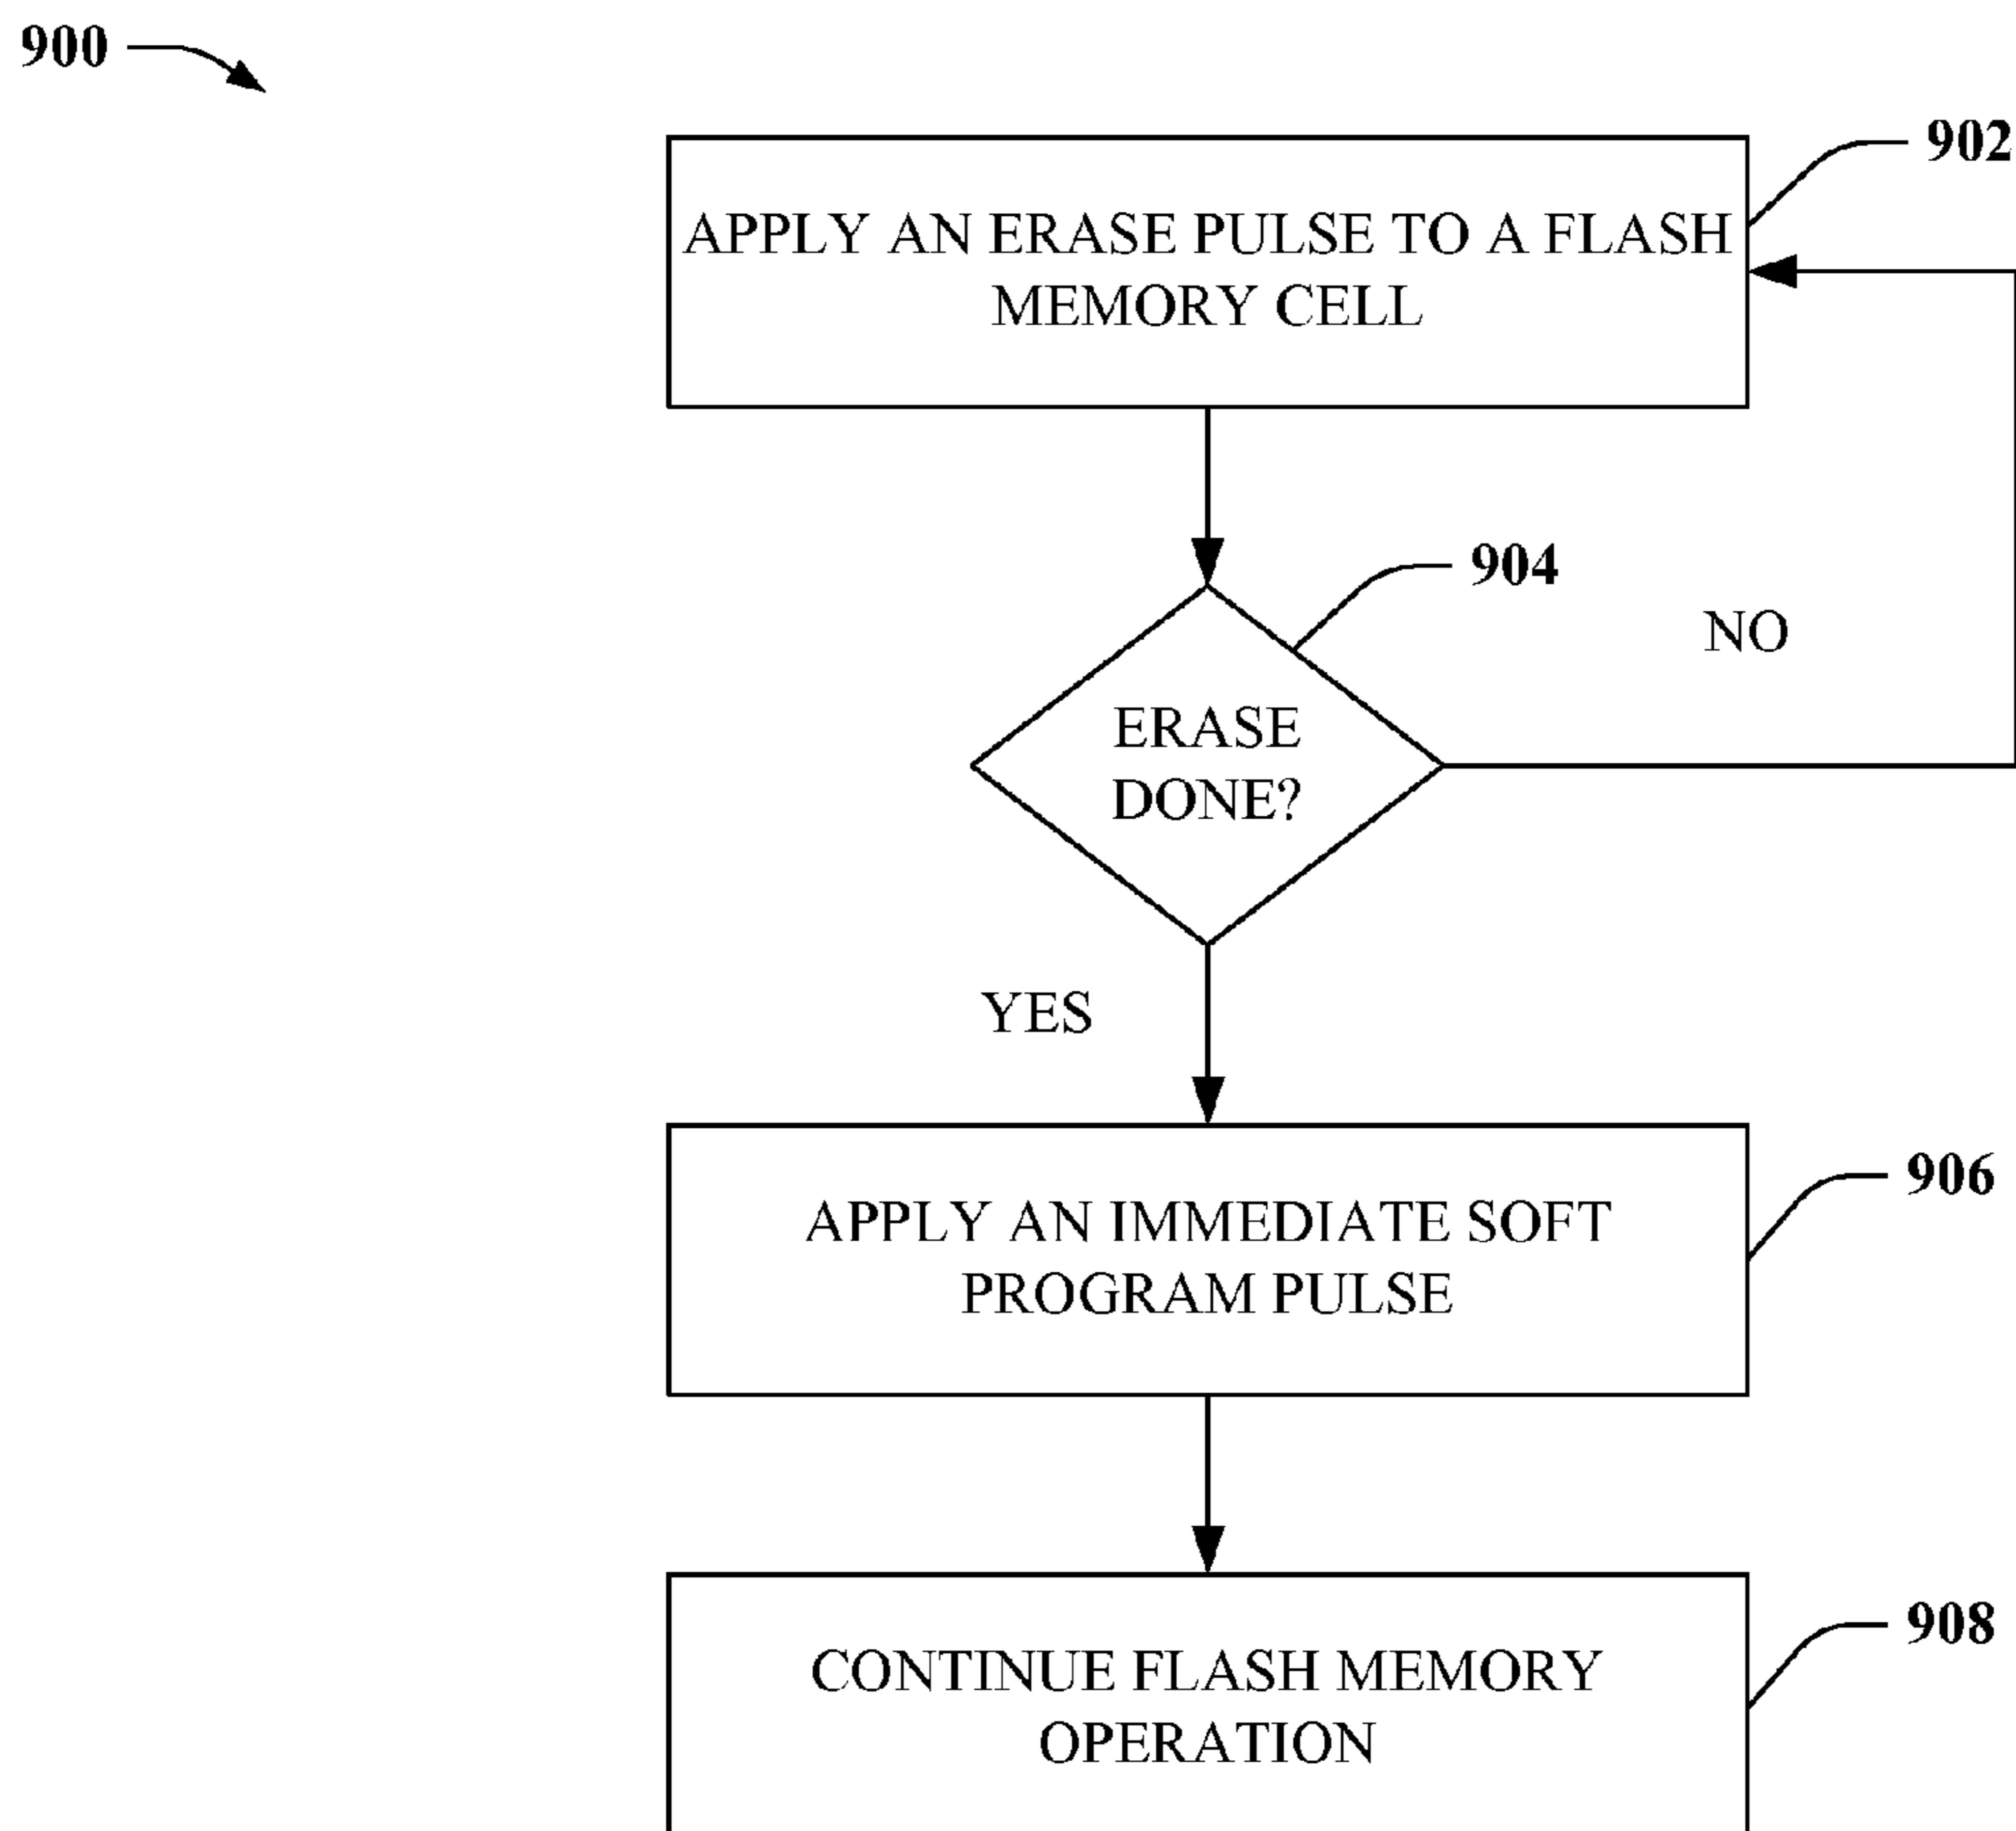 900
902
APPLY AN ERASE PULSE TO A FLASH
MEMORY CELL
904
NO
ERASE
DONE?
YES
906
APPLY AN IMMEDIATE SOFT
PROGRAM PULSE
908
CONTINUE FLASH MEMORY
OPERATION